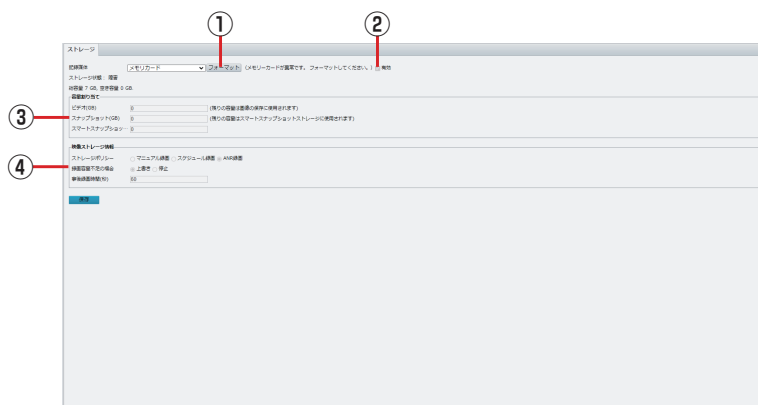 ① ②
ストレージ
記録媒体 メモリカード フォーマット (メモリーカードが異常です。 フォーマットしてください。) 有効
ストレージ状態: 障害
総容量 7 GB, 空き容量 0 GB.
容量割り当て
ビデオ(GB) 0 (残りの容量は画像の保存に使用されます)
③ スナップショット(GB) 0 (残りの容量はスマートスナップショットストレージに使用されます)
スマートスナップショッ… 0
映像ストレージ情報
ストレージポリシー マニュアル録画 スケジュール録画 ANR録画
④ 録画容量不足の場合 上書き 停止
事後録画時間(秒) 60
保存